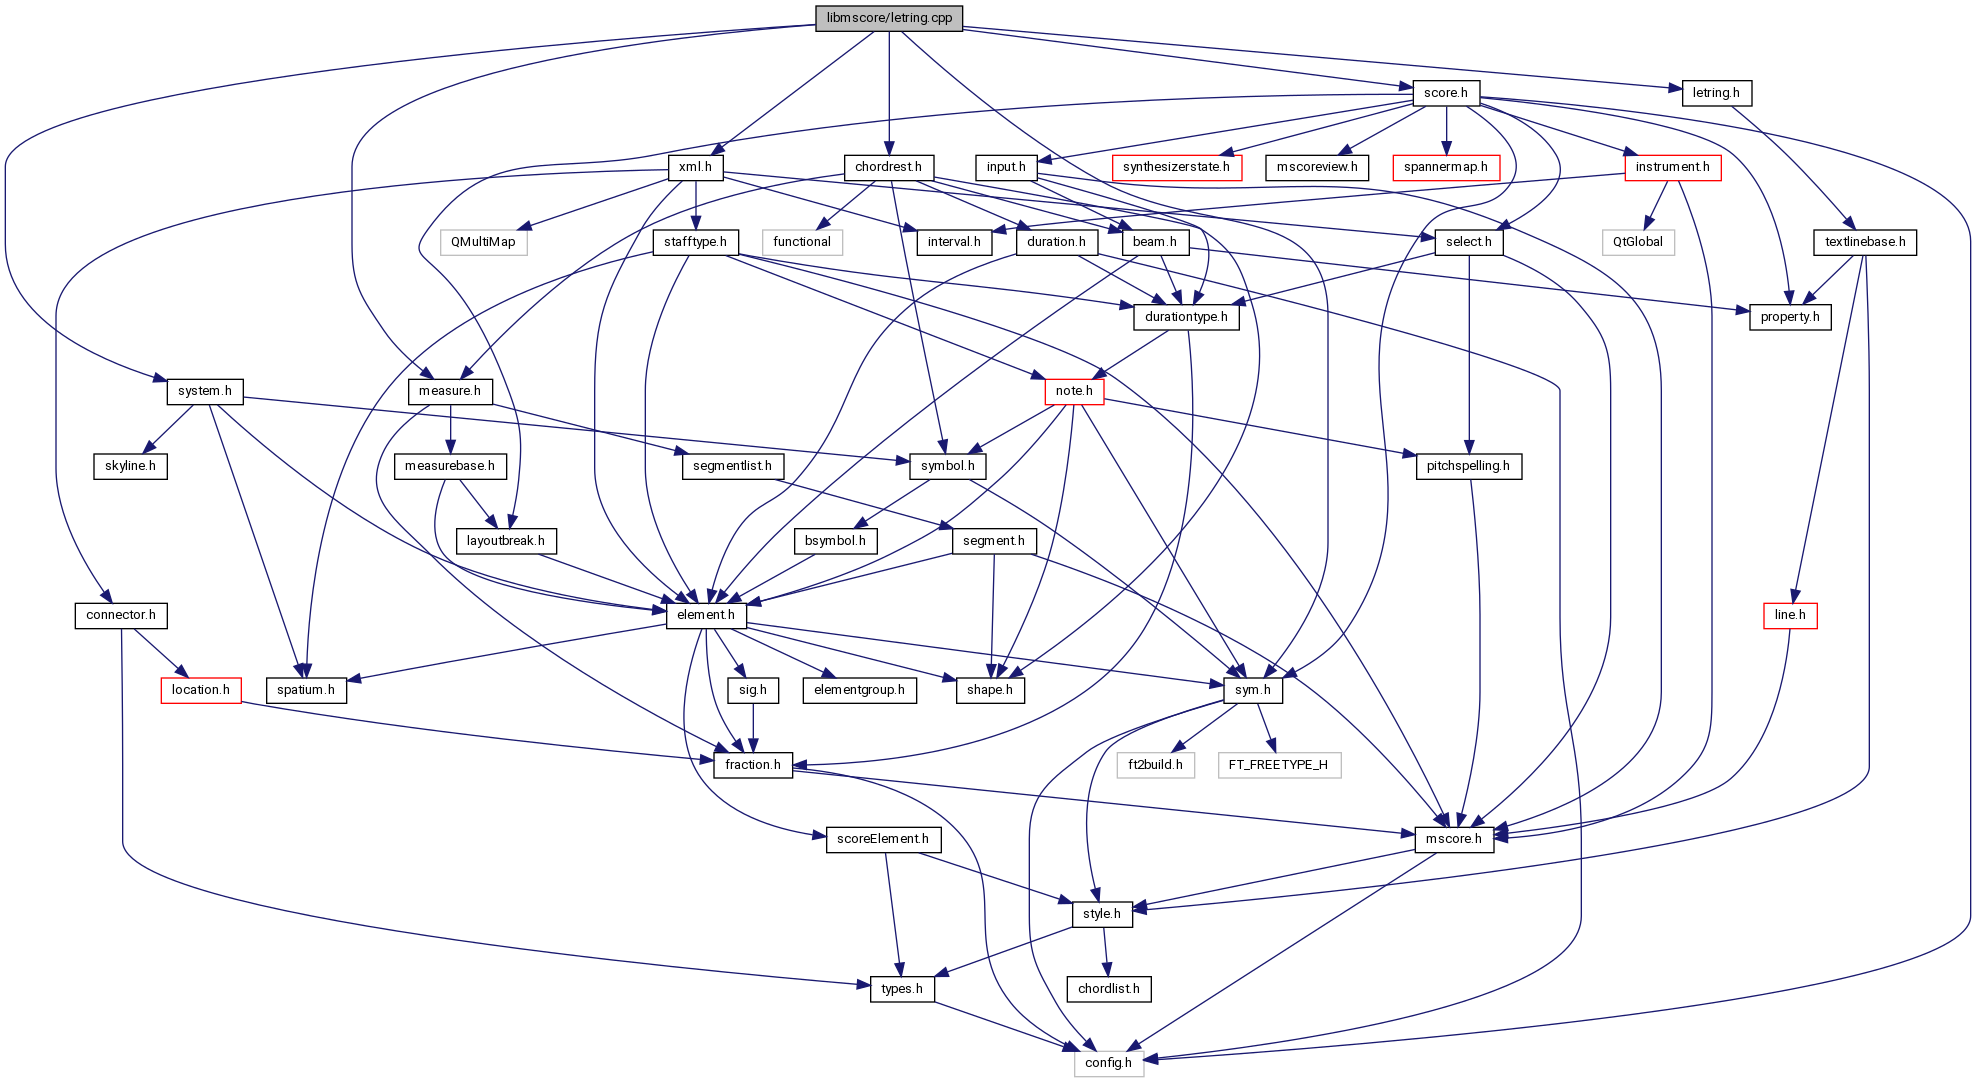 libmscore/letring.cpp
score.h
letring.h
xml.h
chordrest.h
input.h
synthesizerstate.h
mscoreview.h
spannermap.h
instrument.h
QMultiMap
stafftype.h
functional
interval.h
duration.h
beam.h
select.h
QtGlobal
textlinebase.h
durationtype.h
property.h
system.h
measure.h
note.h
skyline.h
measurebase.h
segmentlist.h
symbol.h
pitchspelling.h
layoutbreak.h
bsymbol.h
segment.h
connector.h
element.h
line.h
location.h
spatium.h
sig.h
elementgroup.h
shape.h
sym.h
fraction.h
ft2build.h
FT_FREETYPE_H
scoreElement.h
mscore.h
style.h
types.h
chordlist.h
config.h